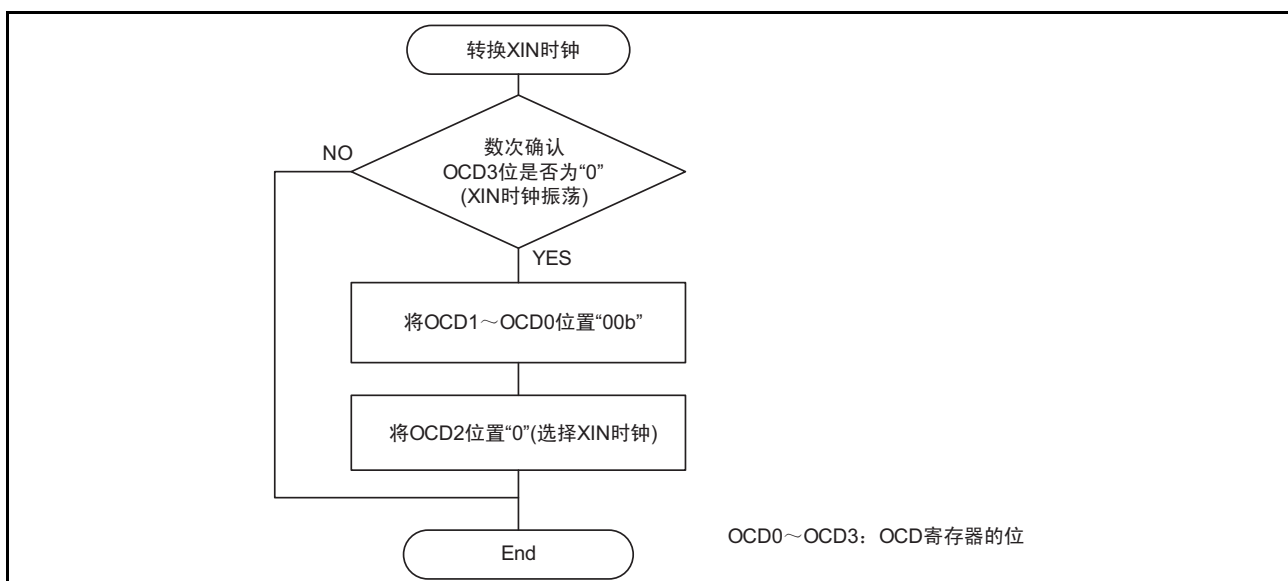 转换XIN时钟
数次确认
OCD3位是否为“0”
(XIN时钟振荡)
NO
YES
将OCD1～OCD0位置“00b”
将OCD2位置“0”(选择XIN时钟)
End
OCD0～OCD3：OCD寄存器的位